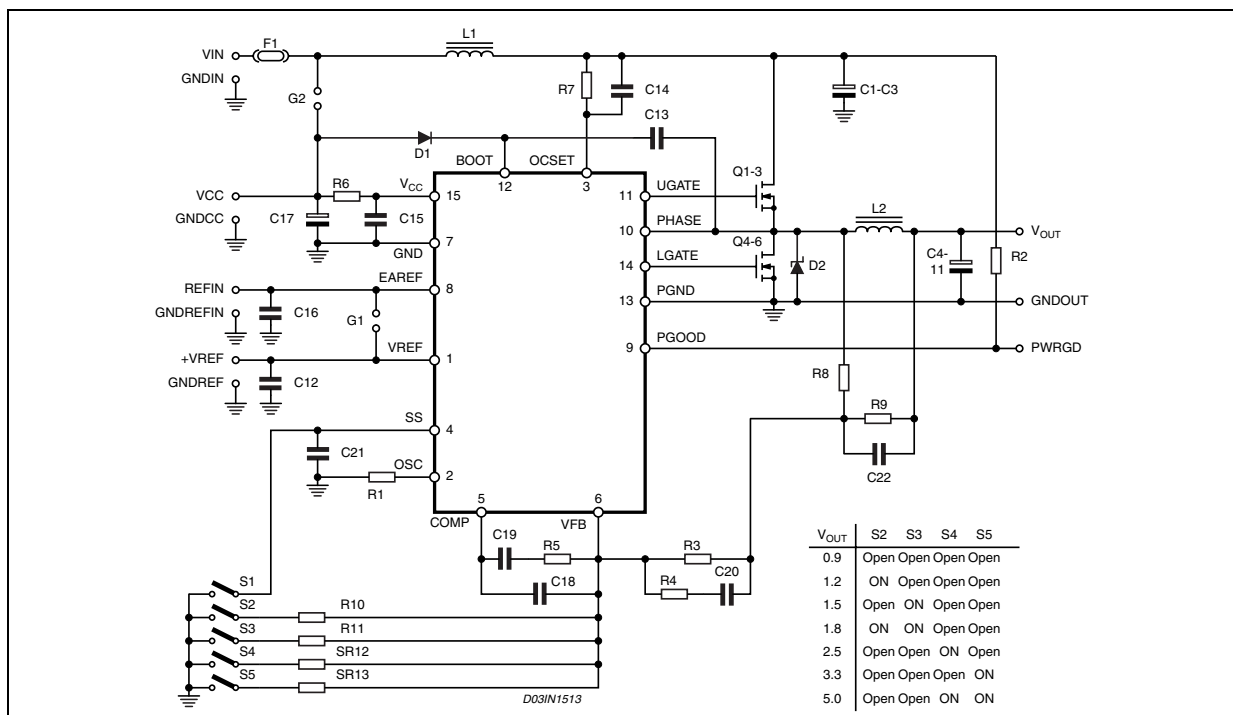 L1
VIN
F1
GNDIN
G2
R7
C14
C1-C3
C13
D1
BOOT
OCSET
12
3
Q1-3
VCC
R6
VCC
15
11
UGATE
GNDCC
C17
C15
PHASE
10
L2
VOUT
7
GND
Q4-6
LGATE
14
D2
C4-
11
R2
EAREF
REFIN
8
PGND
13
GNDOUT
GNDREFIN
C16
G1
VREF
PGOOD
9
PWRGD
+VREF
1
GNDREF
C12
R8
R9
SS
4
C21
OSC
2
R1
C22
5
6
COMP
VFB
C19
R5
R3
C20
C18
R4
S1
S2
R10
S3
R11
S4
SR12
S5
SR13
D03IN1513
VOUT S2 S3 S4 S5
0.9 Open Open Open Open
1.2 ON Open Open Open
1.5 Open ON Open Open
1.8 ON ON Open Open
2.5 Open Open ON Open
3.3 Open Open Open ON
5.0 Open Open ON ON